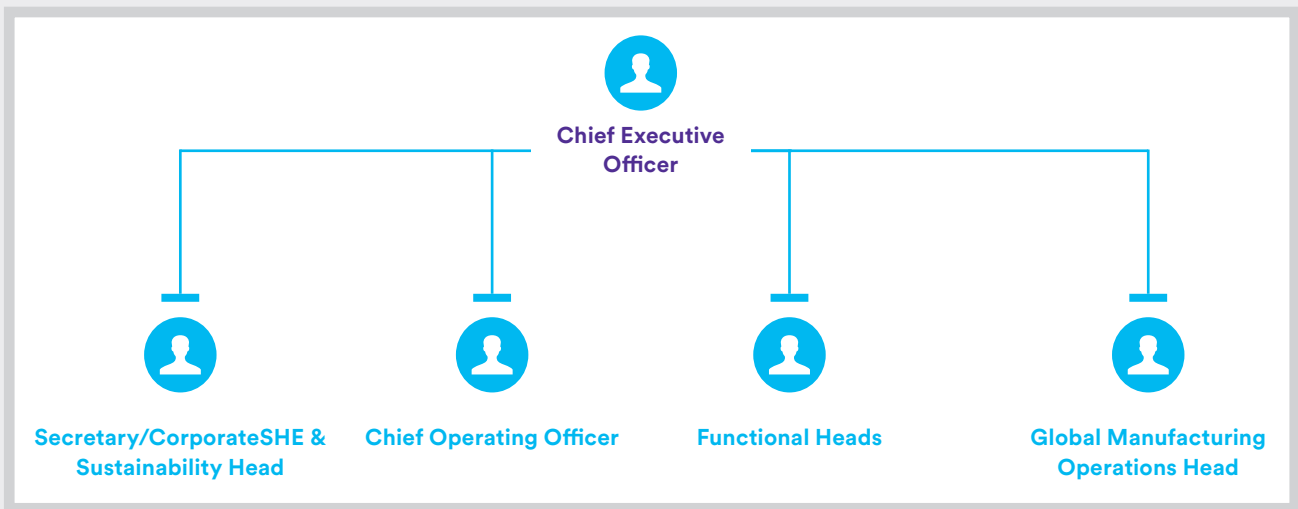 Chief Executive
Officer
Secretary/CorporateSHE &
Sustainability Head
Chief Operating Officer
Functional Heads
Global Manufacturing
Operations Head